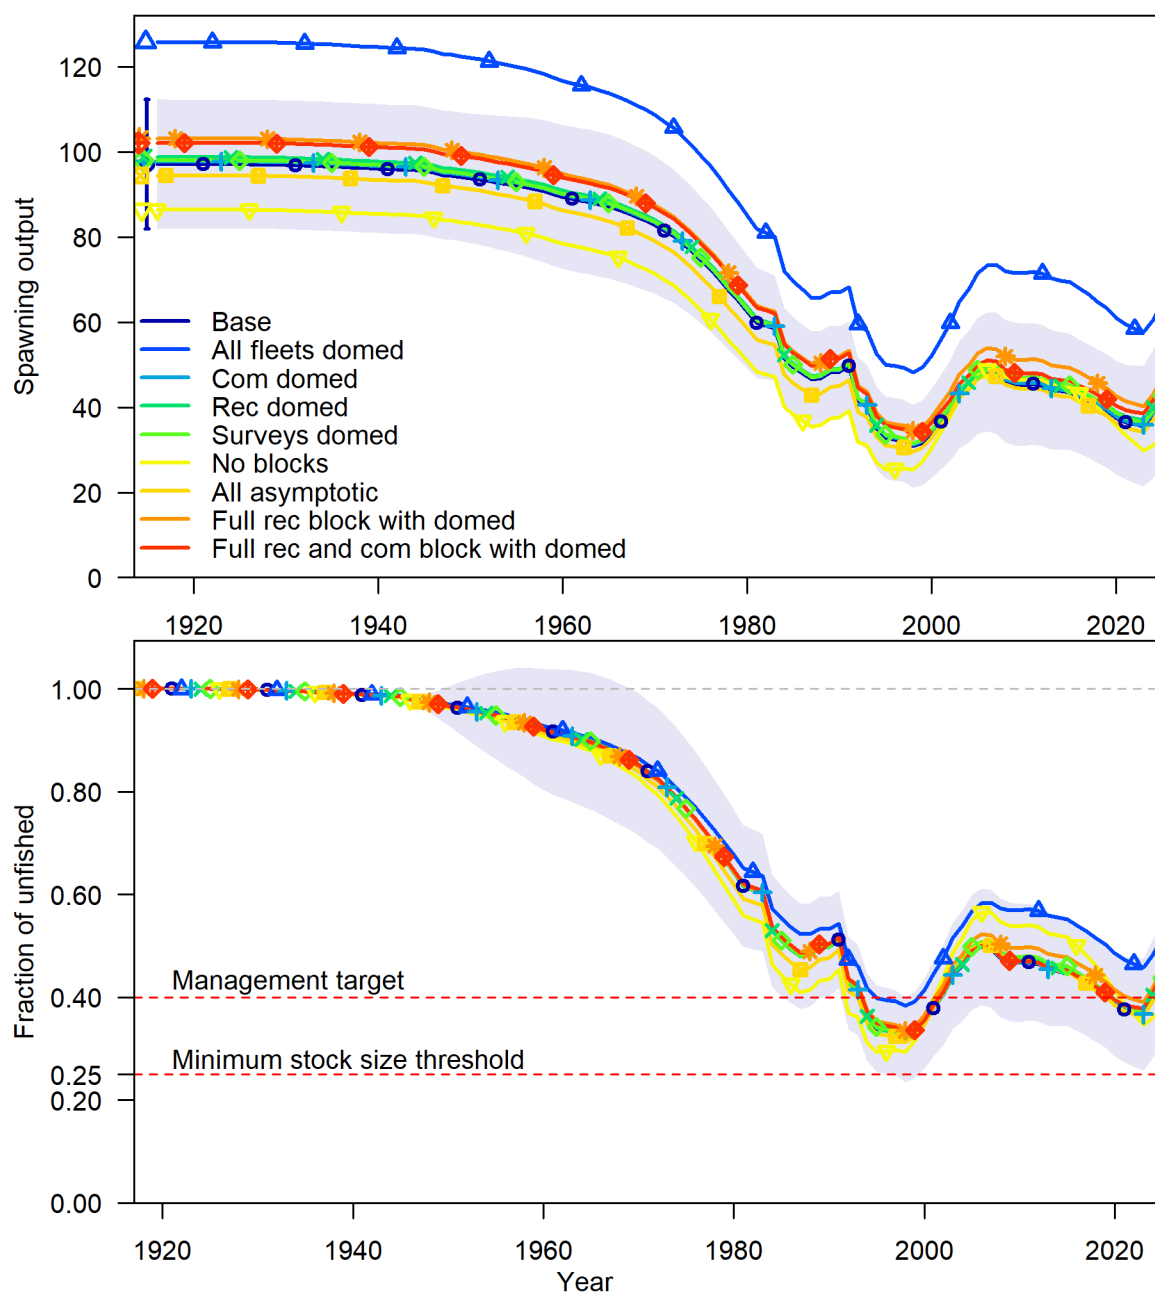 Spawning output
120
100
80
60
40
20
0
Base
All fleets domed
Com domed
Rec domed
Surveys domed
No blocks
All asymptotic
Full rec block with domed
Full rec and com block with domed
1920 1940 1960 1980 2000 2020
Fraction of unfished
1.00
0.80
0.60
0.40
0.25
0.20
0.00
Management target
Minimum stock size threshold
1920 1940 1960 1980 2000 2020
Year